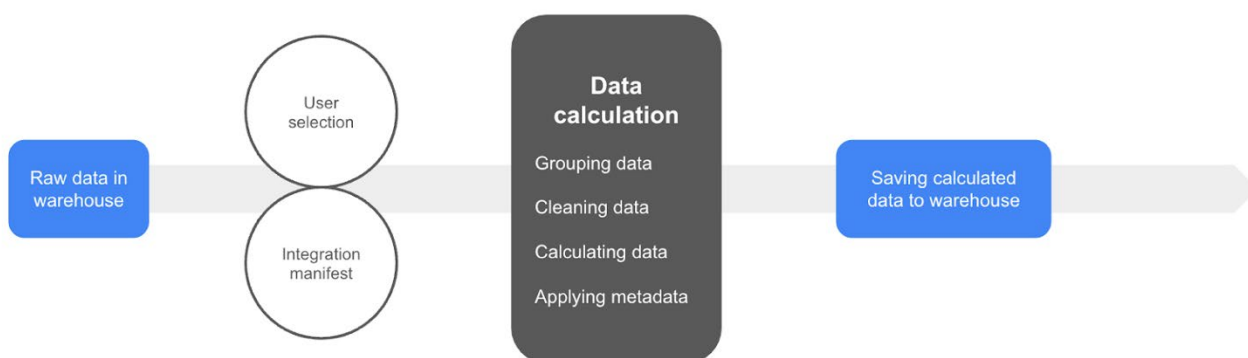 Raw data in
warehouse
User
selection
Integration
manifest
Data
calculation
Grouping data
Cleaning data
Calculating data
Applying metadata
Saving calculated
data to warehouse